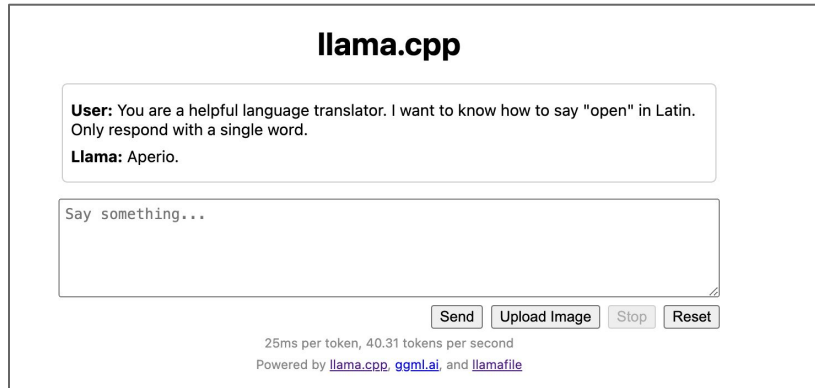 llama.cpp
User: You are a helpful language translator. I want to know how to say "open" in Latin.
Only respond with a single word.
Llama: Aperio.
Say something...
Send Upload Image Stop Reset
25ms per token, 40.31 tokens per second
Powered by llama.cpp, ggml.ai, and llamafile